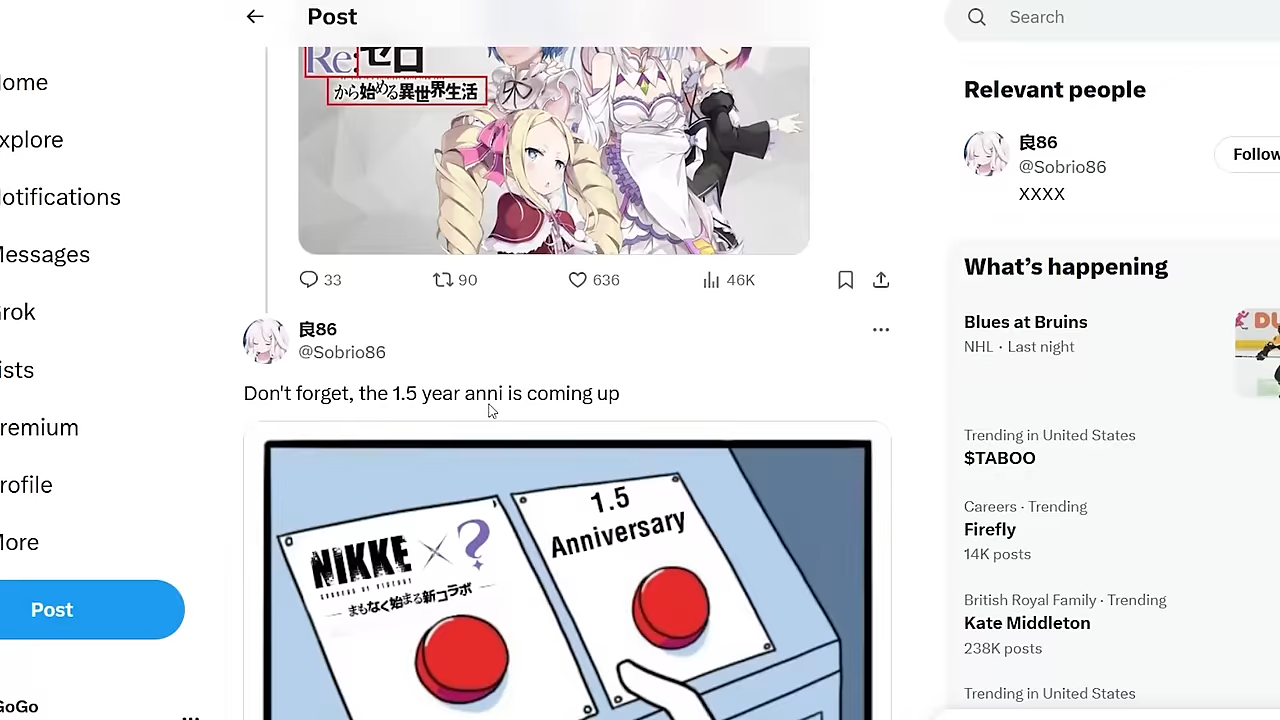 Post
Search
ome
xplore
otifications
essages
rok
ists
remium
rofile
ore
Post
GoGo
Re:ゼロ
から始める異世界生活
33
90
636
46K
良86
@Sobrio86
Don't forget, the 1.5 year anni is coming up
NIKKE × ?
まもなく始まる新コラボ
1.5
Anniversary
Relevant people
良86
@Sobrio86
XXXX
Follow
What's happening
Blues at Bruins
NHL · Last night
Trending in United States
$TABOO
Careers · Trending
Firefly
14K posts
British Royal Family · Trending
Kate Middleton
238K posts
Trending in United States